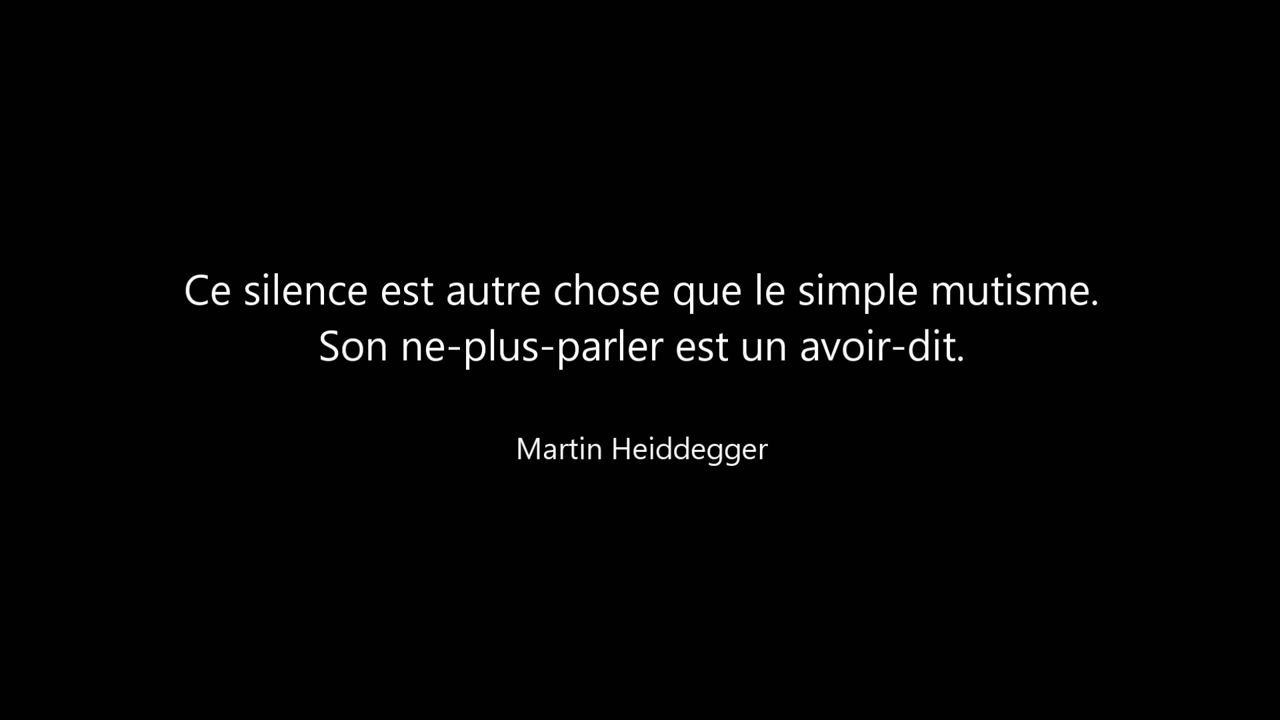 Ce silence est autre chose que le simple mutisme.
Son ne-plus-parler est un avoir-dit.
Martin Heiddegger